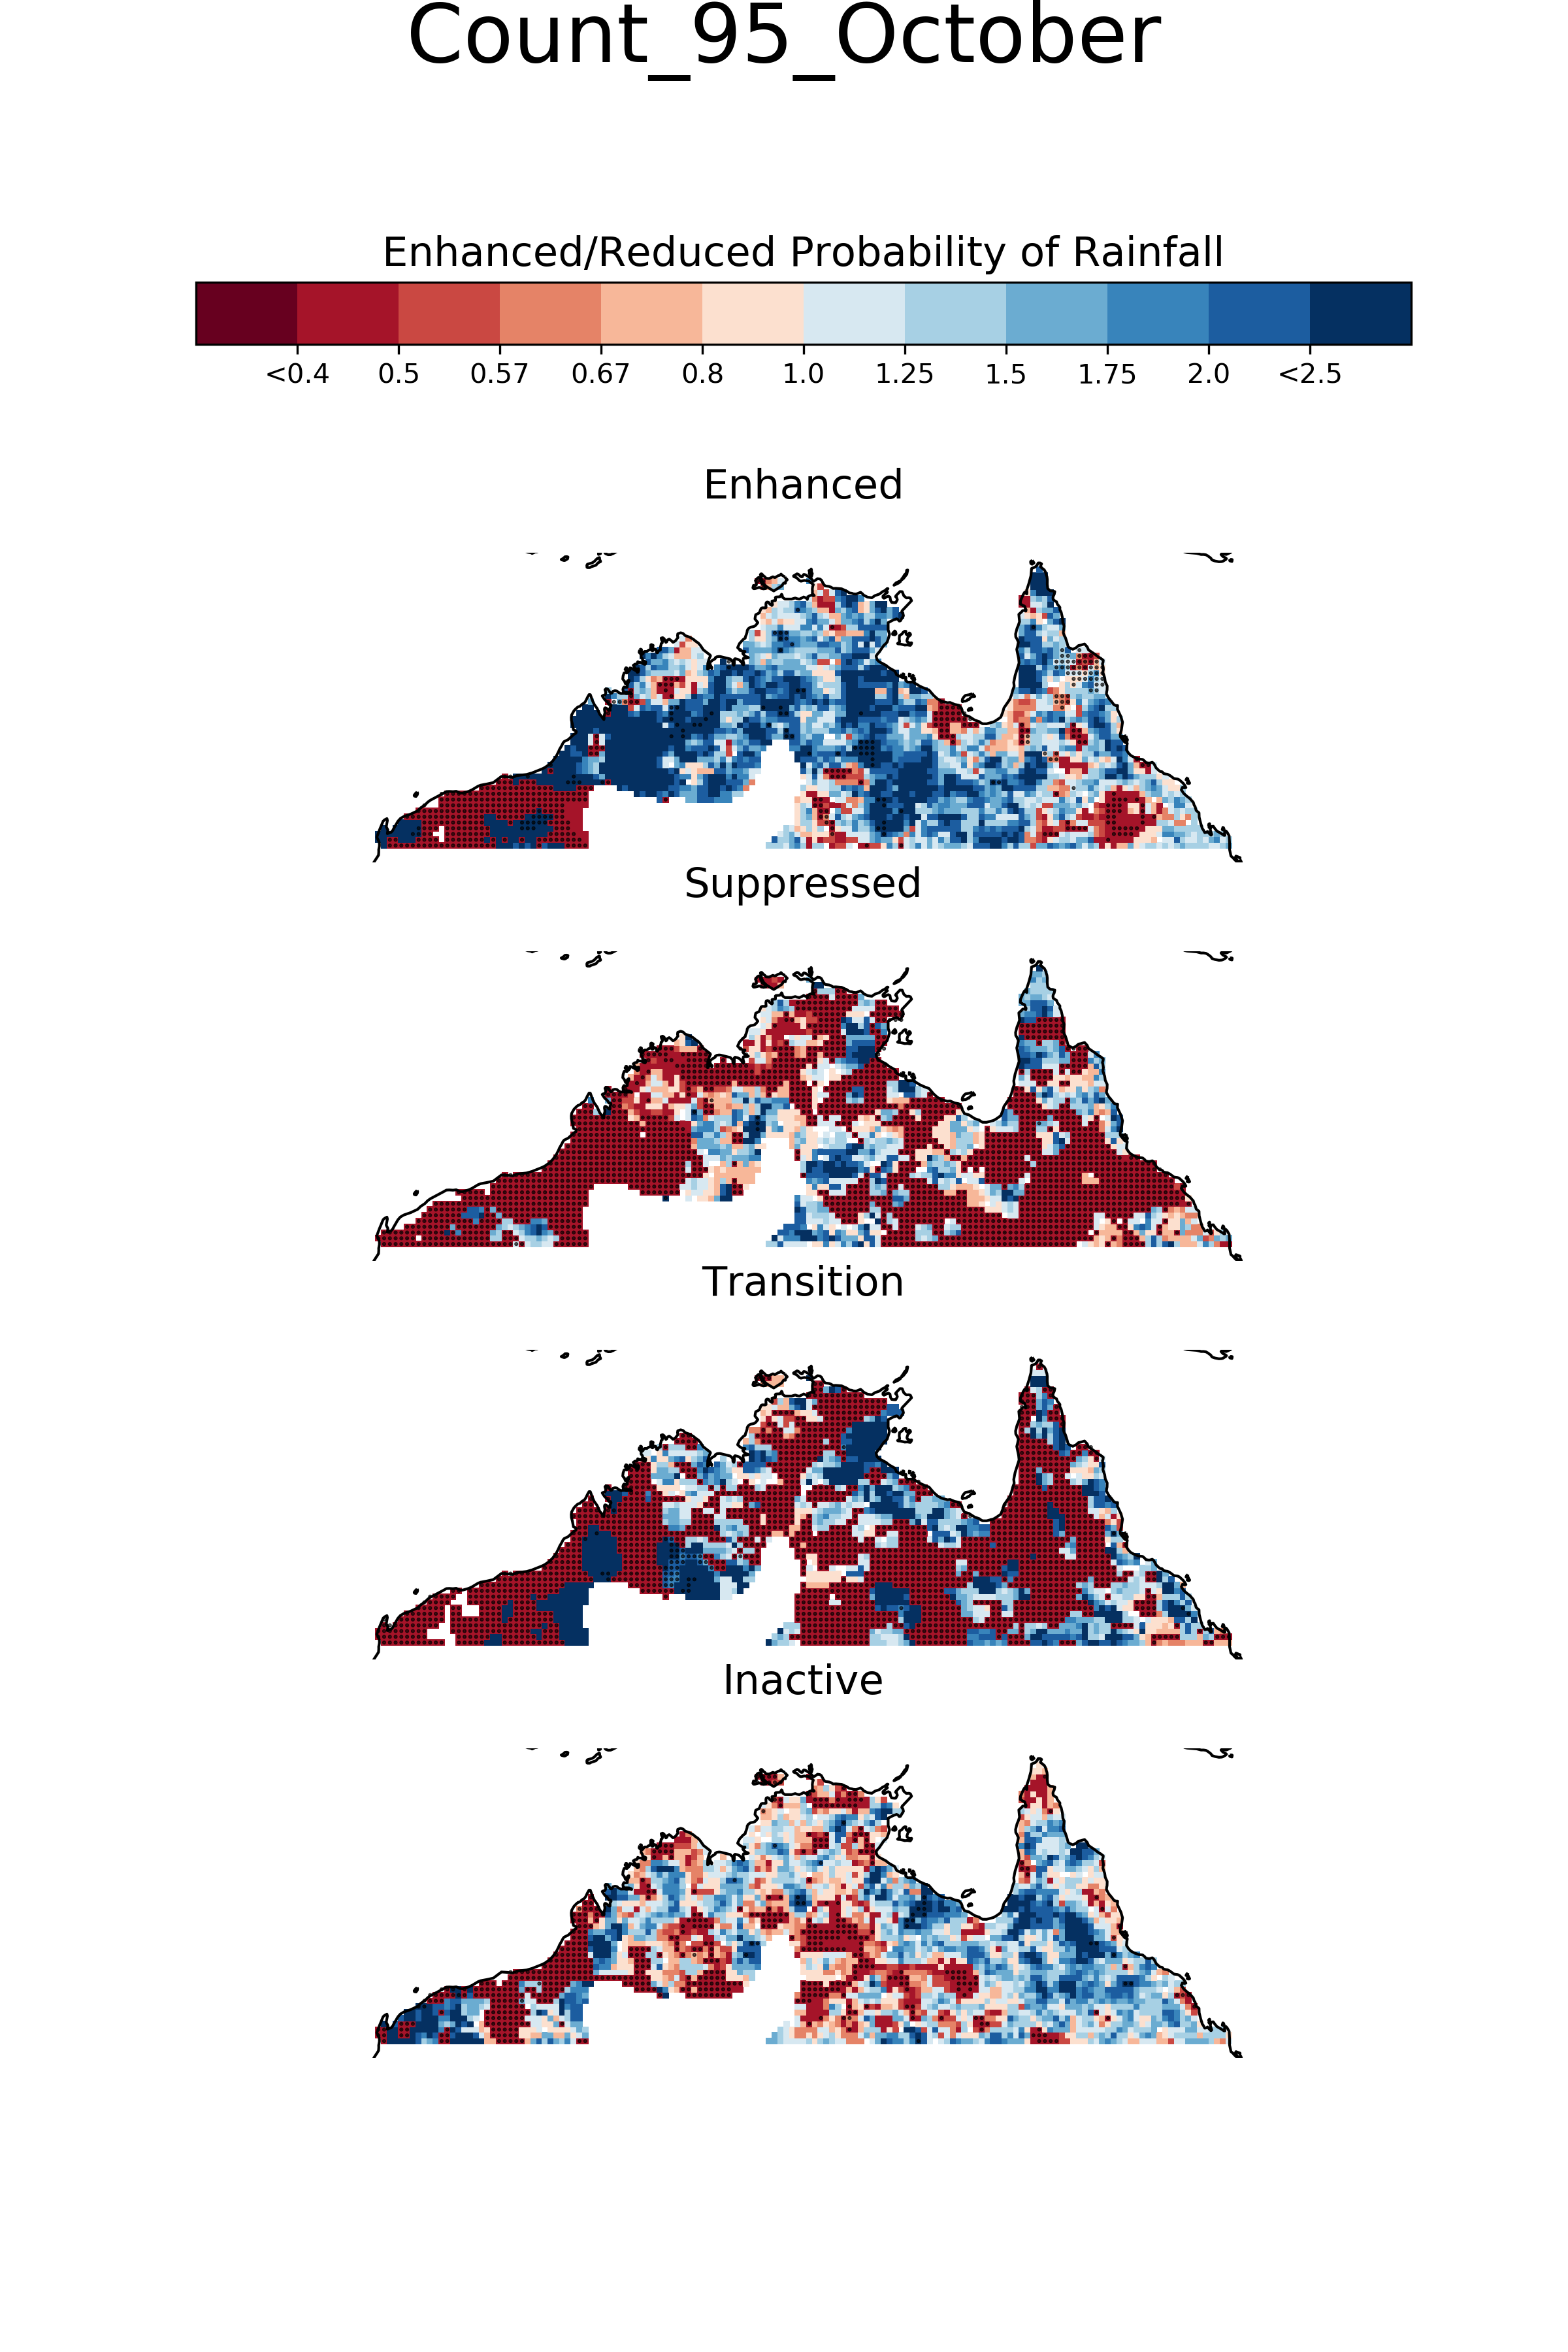 Count_95_October
Enhanced/Reduced Probability of Rainfall
<0.4 0.5 0.57 0.67 0.8 1.0 1.25 1.5 1.75 2.0 <2.5
Enhanced
Suppressed
Transition
Inactive